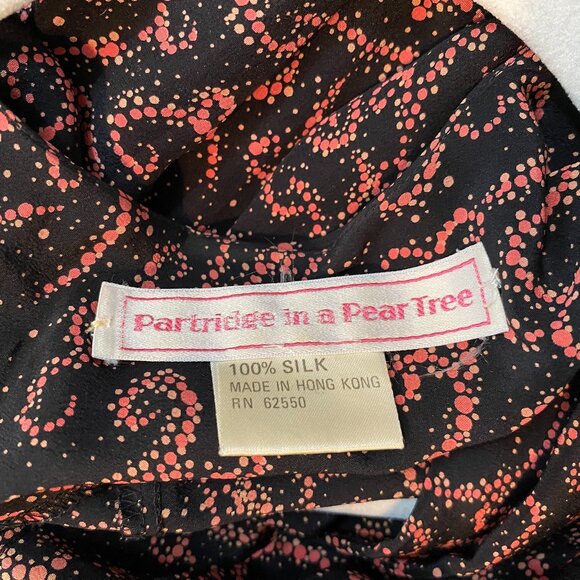 Partridge in a Pear Tree
100% SILK
MADE IN HONG KONG
RN 62550